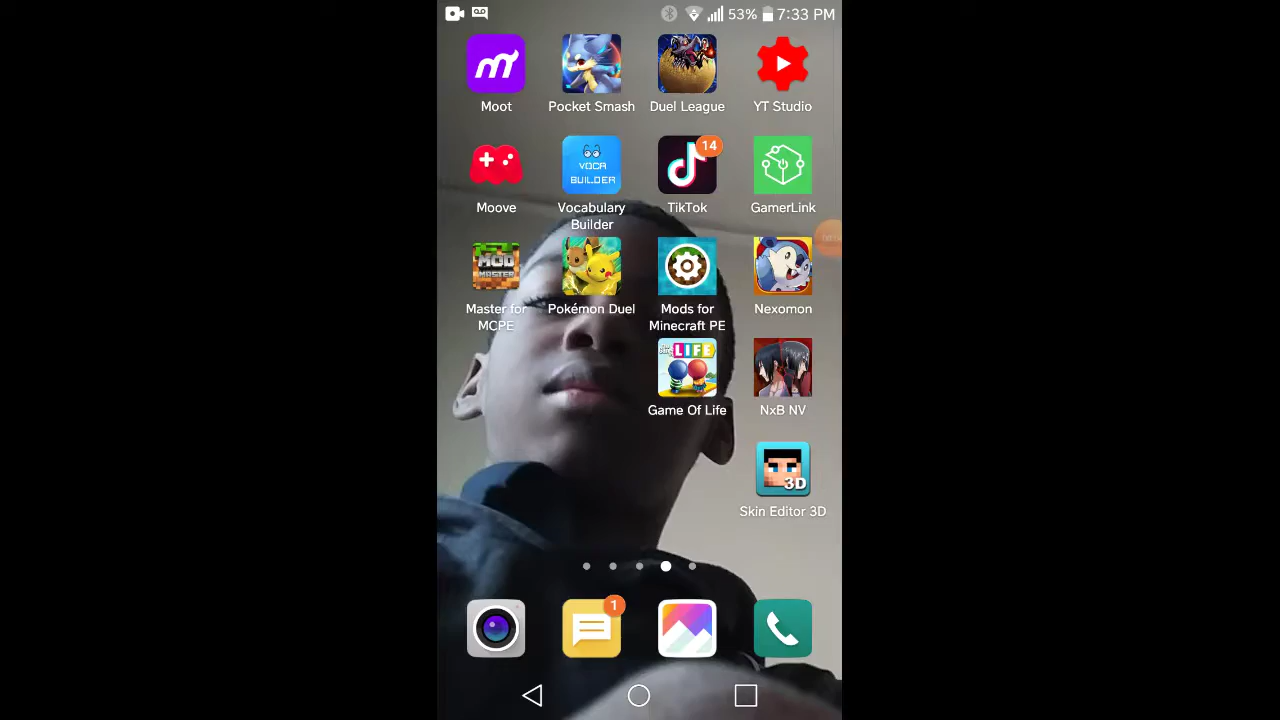 53% 7:33 PM
Moot
Pocket Smash
Duel League
YT Studio
VOCA
BUILDER
14
Moove
Vocabulary
Builder
TikTok
GamerLink
MOD
MASTER
Master for
MCPE
Pokémon Duel
Mods for
Minecraft PE
Nexomon
LIFE
Game Of Life
NxB NV
3D
Skin Editor 3D
1